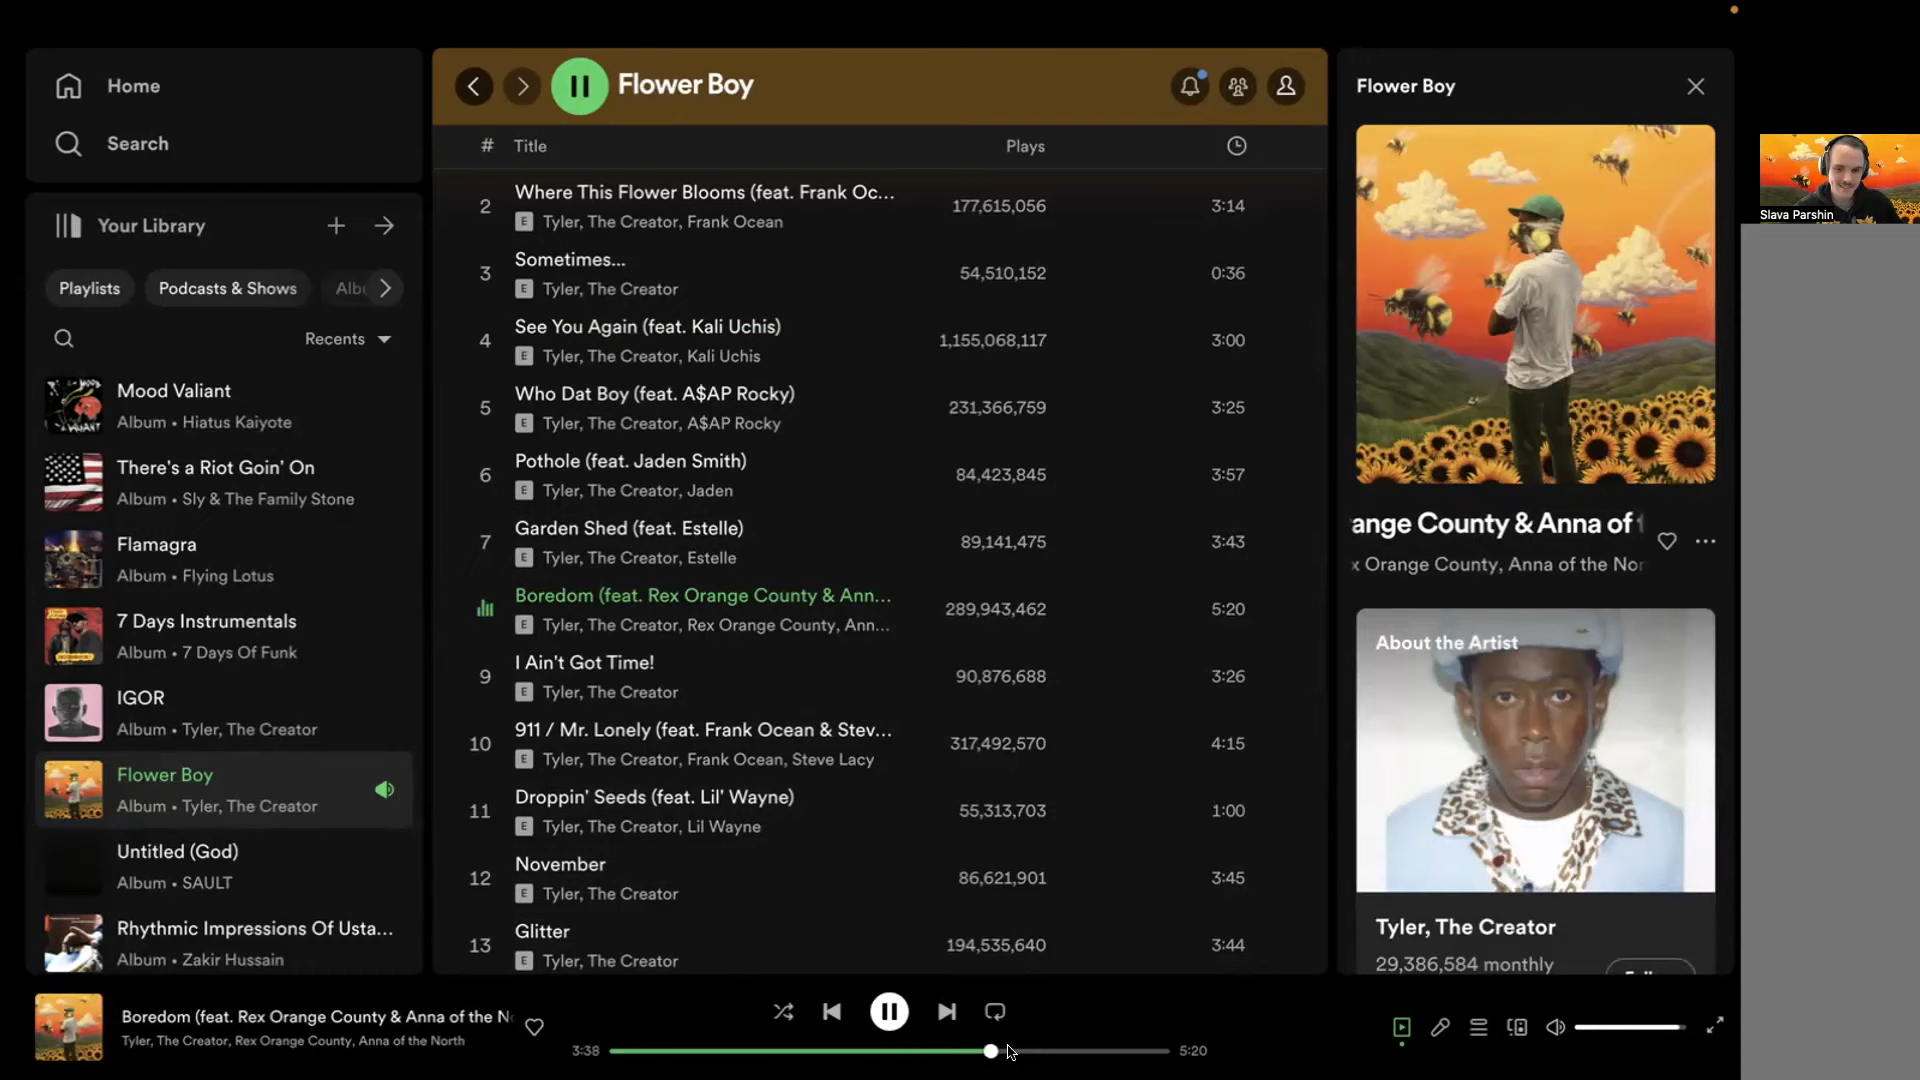 Home
Search
Your Library
Playlists
Podcasts & Shows
Recents
Mood Valiant
Album • Hiatus Kaiyote
There's a Riot Goin' On
Album • Sly & The Family Stone
Flamagra
Album • Flying Lotus
7 Days Instrumentals
Album • 7 Days Of Funk
IGOR
Album • Tyler, The Creator
Flower Boy
Album • Tyler, The Creator
Untitled (God)
Album • SAULT
Rhythmic Impressions Of Usta...
Album • Zakir Hussain
Flower Boy
# Title Plays
2 Where This Flower Blooms (feat. Frank Oc... 177,615,056 3:14
E Tyler, The Creator, Frank Ocean
3 Sometimes... 54,510,152 0:36
E Tyler, The Creator
4 See You Again (feat. Kali Uchis) 1,155,068,117 3:00
E Tyler, The Creator, Kali Uchis
5 Who Dat Boy (feat. A$AP Rocky) 231,366,759 3:25
E Tyler, The Creator, A$AP Rocky
6 Pothole (feat. Jaden Smith) 84,423,845 3:57
E Tyler, The Creator, Jaden
7 Garden Shed (feat. Estelle) 89,141,475 3:43
E Tyler, The Creator, Estelle
Boredom (feat. Rex Orange County & Ann... 289,943,462 5:20
E Tyler, The Creator, Rex Orange County, Ann...
9 I Ain't Got Time! 90,876,688 3:26
E Tyler, The Creator
10 911 / Mr. Lonely (feat. Frank Ocean & Stev... 317,492,570 4:15
E Tyler, The Creator, Frank Ocean, Steve Lacy
11 Droppin' Seeds (feat. Lil' Wayne) 55,313,703 1:00
E Tyler, The Creator, Lil Wayne
12 November 86,621,901 3:45
E Tyler, The Creator
13 Glitter 194,535,640 3:44
E Tyler, The Creator
Flower Boy
ange County & Anna of
Orange County, Anna of the
About the Artist
Tyler, The Creator
29,386,584 monthly
Slava Parshin
Boredom (feat. Rex Orange County & Anna of the
Tyler, The Creator, Rex Orange County, Anna of the North
3:38
5:20